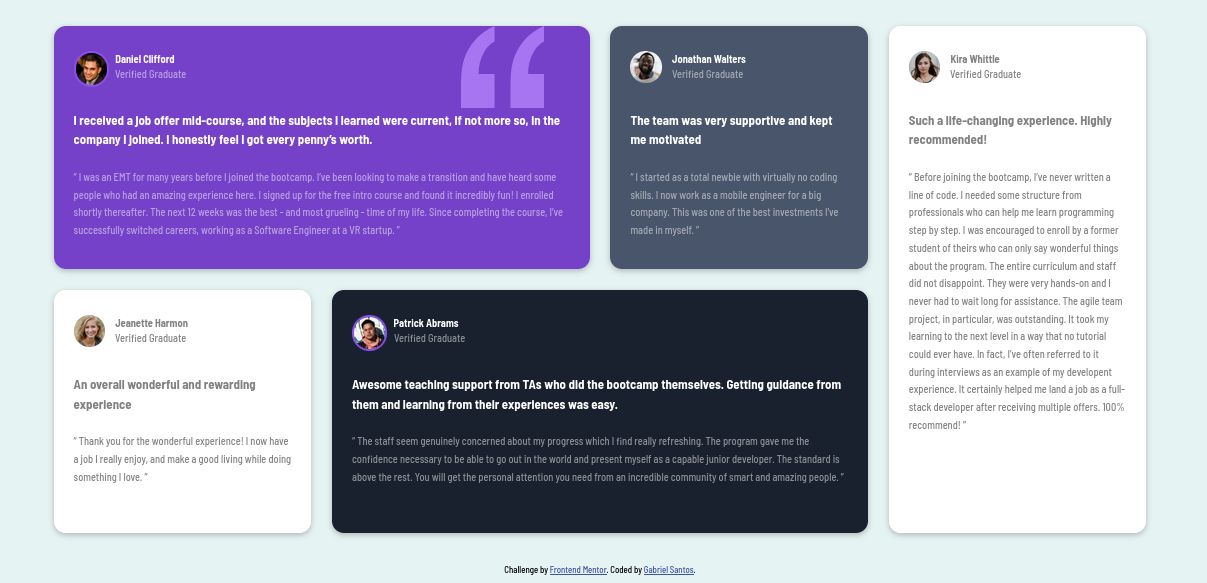 Daniel Clifford
Verified Graduate
I received a job offer mid-course, and the subjects I learned were current, if not more so, in the
company I joined. I honestly feel I got every penny’s worth.
“ I was an EMT for many years before I joined the bootcamp. I’ve been looking to make a transition and have heard some
people who had an amazing experience here. I signed up for the free intro course and found it incredibly fun! I enrolled
shortly thereafter. The next 12 weeks was the best - and most grueling - time of my life. Since completing the course, I’ve
successfully switched careers, working as a Software Engineer at a VR startup. ”
Jonathan Walters
Verified Graduate
The team was very supportive and kept
me motivated
“ I started as a total newbie with virtually no coding
skills. I now work as a mobile engineer for a big
company. This was one of the best investments I’ve
made in myself. ”
Kira Whittle
Verified Graduate
Such a life-changing experience. Highly
recommended!
“ Before joining the bootcamp, I’ve never written a
line of code. I needed some structure from
professionals who can help me learn programming
step by step. I was encouraged to enroll by a former
student of theirs who can only say wonderful things
about the program. The entire curriculum and staff
did not disappoint. They were very hands-on and I
never had to wait long for assistance. The agile team
project, in particular, was outstanding. It took my
learning to the next level in a way that no tutorial
could ever have. In fact, I’ve often referred to it
during interviews as an example of my developent
experience. It certainly helped me land a job as a full-
stack developer after receiving multiple offers. 100%
recommend! ”
Jeanette Harmon
Verified Graduate
An overall wonderful and rewarding
experience
“ Thank you for the wonderful experience! I now have
a job I really enjoy, and make a good living while doing
something I love. ”
Patrick Abrams
Verified Graduate
Awesome teaching support from TAs who did the bootcamp themselves. Getting guidance from
them and learning from their experiences was easy.
“ The staff seem genuinely concerned about my progress which I find really refreshing. The program gave me the
confidence necessary to be able to go out in the world and present myself as a capable junior developer. The standard is
above the rest. You will get the personal attention you need from an incredible community of smart and amazing people. ”
Challenge by Frontend Mentor. Coded by Gabriel Santos.